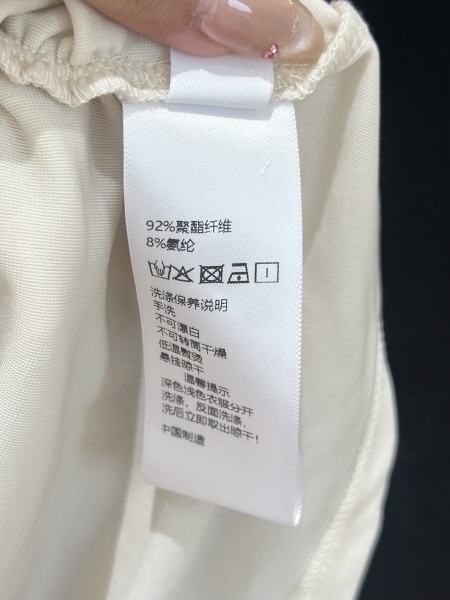 92%聚酯纤维
8%氨纶
洗涤保养说明
手洗
不可漂白
不可转筒干燥
低温熨烫
悬挂晾干
温馨提示
深色浅色衣服分开
洗涤，反面洗涤，
洗后立即取出晾干!
中国制造